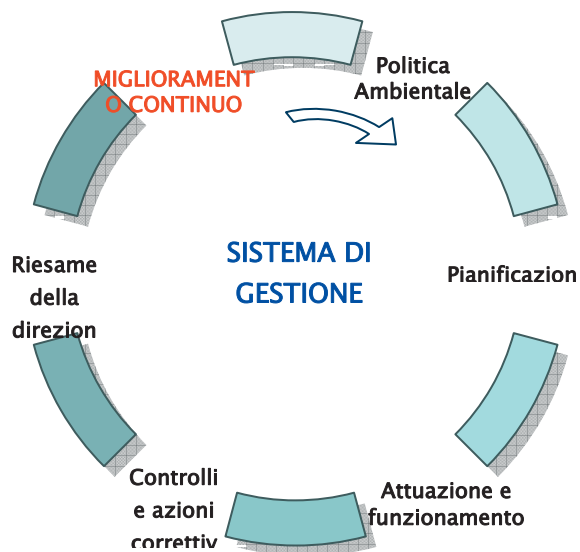 MIGLIORAMENT
O CONTINUO
Politica
Ambientale
SISTEMA DI
GESTIONE
Pianificazion
Riesame
della
direzion
Attuazione e
funzionamento
Controlli
e azioni
correttiv